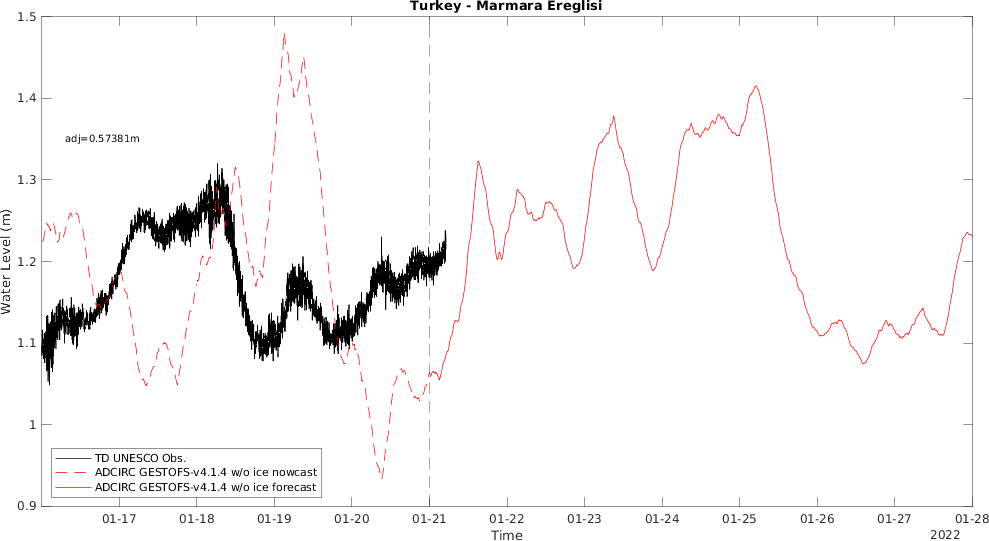 Turkey - Marmara Ereglisi
1.5
1.4
adj=0.57381m
1.3
Water Level (m)
1.2
1.1
1
TD UNESCO Obs.
ADCIRC GESTOFS-v4.1.4 w/o ice nowcast
ADCIRC GESTOFS-v4.1.4 w/o ice forecast
0.9
01-17 01-18 01-19 01-20 01-21 01-22 01-23 01-24 01-25 01-26 01-27 01-28
Time
2022